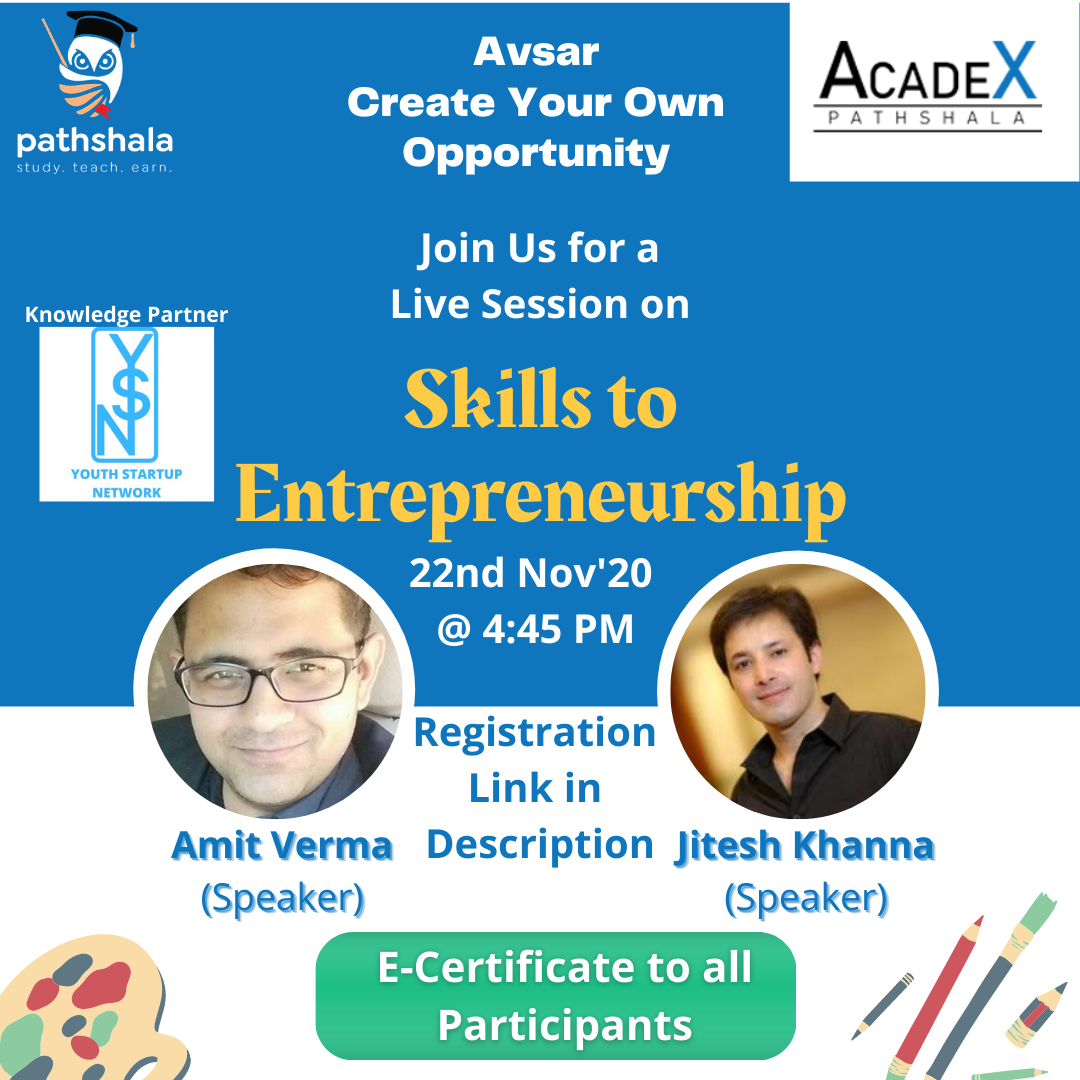 pathshala
study. teach. earn.
Avsar
Create Your Own
Opportunity
ACADEX
PATHSHALA
Join Us for a
Live Session on
Knowledge Partner
YSN
YOUTH STARTUP
NETWORK
Skills to
Entrepreneurship
22nd Nov'20
@ 4:45 PM
Registration
Link in
Description
Amit Verma
(Speaker)
Jitesh Khanna
(Speaker)
E-Certificate to all
Participants